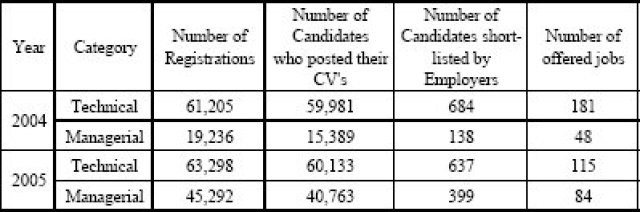 Year | Category | Number of Registrations | Number of Candidates who posted their CV's | Number of Candidates short-listed by Employers | Number of offered jobs
2004 | Technical | 61,205 | 59,981 | 684 | 181
Managerial | 19,236 | 15,389 | 138 | 48
2005 | Technical | 63,298 | 60,133 | 637 | 115
Managerial | 45,292 | 40,763 | 399 | 84